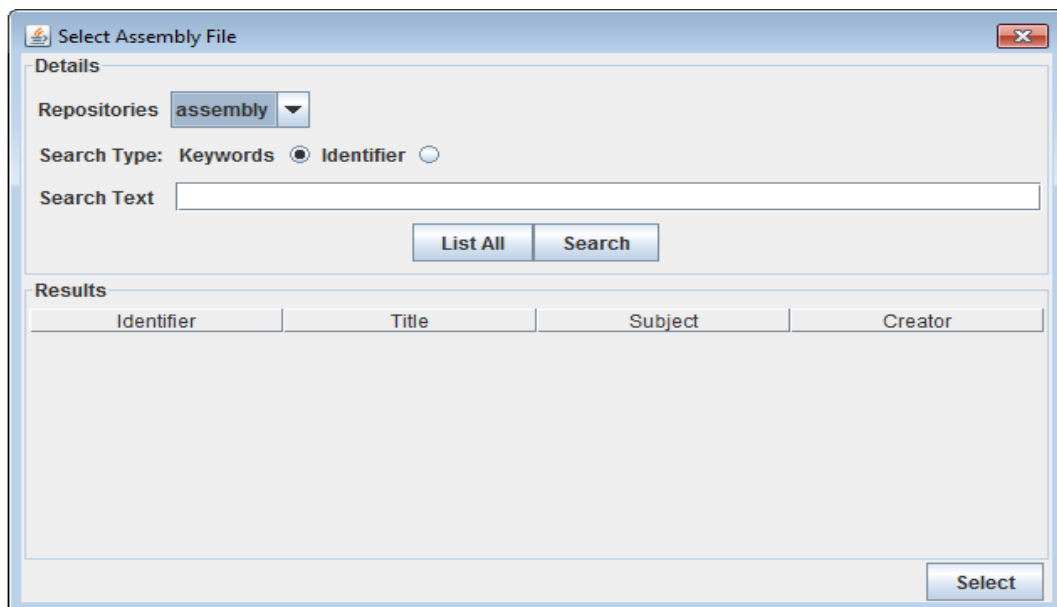 Select Assembly File
Details
Repositories assembly
Search Type: Keywords Identifier
Search Text
List All Search
Results
Identifier Title Subject Creator
Select